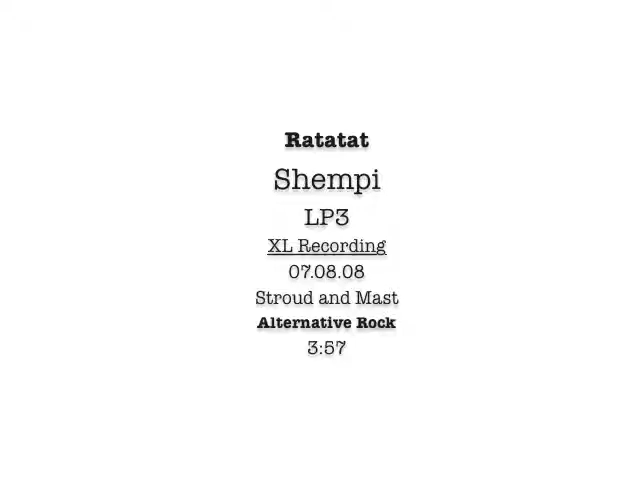 Ratatat
Shempi
LP3
XL Recording
07.08.08
Stroud and Mast
Alternative Rock
3:57